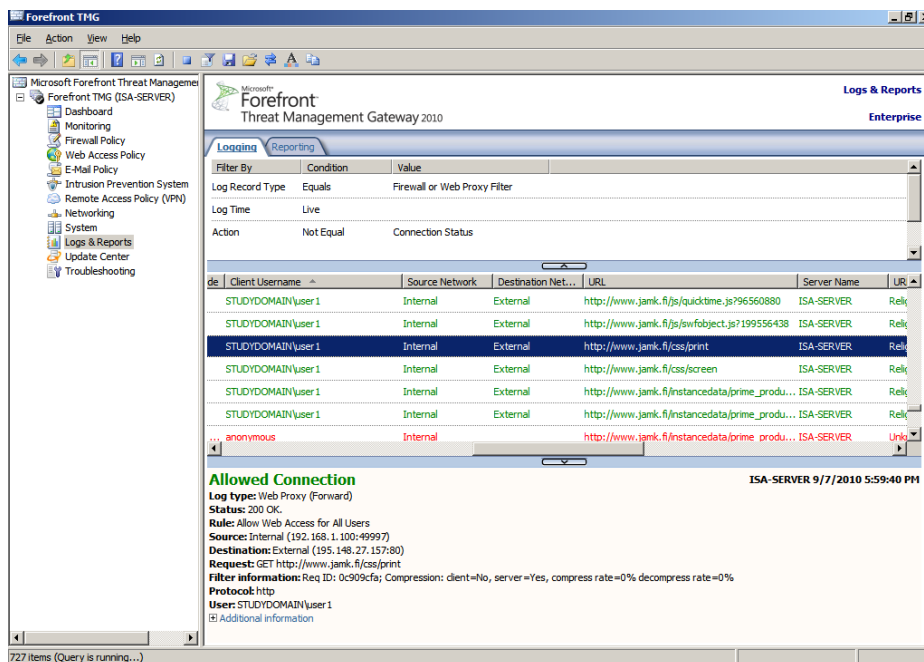 Forefront TMG
File Action View Help
Microsoft Forefront Threat Manageme
Forefront TMG (ISA-SERVER)
Dashboard
Monitoring
Firewall Policy
Web Access Policy
E-Mail Policy
Intrusion Prevention System
Remote Access Policy (VPN)
Networking
System
Logs & Reports
Update Center
Troubleshooting
Microsoft
Forefront
Threat Management Gateway 2010
Logs & Reports
Enterprise
Logging Reporting
Filter By Condition Value
Log Record Type Equals Firewall or Web Proxy Filter
Log Time Live
Action Not Equal Connection Status
de Client Username Source Network Destination Net... URL Server Name UR
STUDYDOMAIN\user1 Internal External http://www.jamk.fi/js/quicktime.js?96560880 ISA-SERVER Relig
STUDYDOMAIN\user1 Internal External http://www.jamk.fi/js/swfobject.js?199556438 ISA-SERVER Relig
STUDYDOMAIN\user1 Internal External http://www.jamk.fi/css/print ISA-SERVER Relig
STUDYDOMAIN\user1 Internal External http://www.jamk.fi/css/screen ISA-SERVER Relig
STUDYDOMAIN\user1 Internal External http://www.jamk.fi/instancedata/prime_produ... ISA-SERVER Relig
STUDYDOMAIN\user1 Internal External http://www.jamk.fi/instancedata/prime_produ... ISA-SERVER Relig
... anonymous Internal http://www.jamk.fi/instancedata/prime_produ... ISA-SERVER Unk
Allowed Connection ISA-SERVER 9/7/2010 5:59:40 PM
Log type: Web Proxy (Forward)
Status: 200 OK.
Rule: Allow Web Access for All Users
Source: Internal (192.168.1.100:49997)
Destination: External (195.148.27.157:80)
Request: GET http://www.jamk.fi/css/print
Filter information: Req ID: 0c909cfa; Compression: client=No, server=Yes, compress rate=0% decompress rate=0%
Protocol: http
User: STUDYDOMAIN\user1
Additional information
727 items (Query is running...)